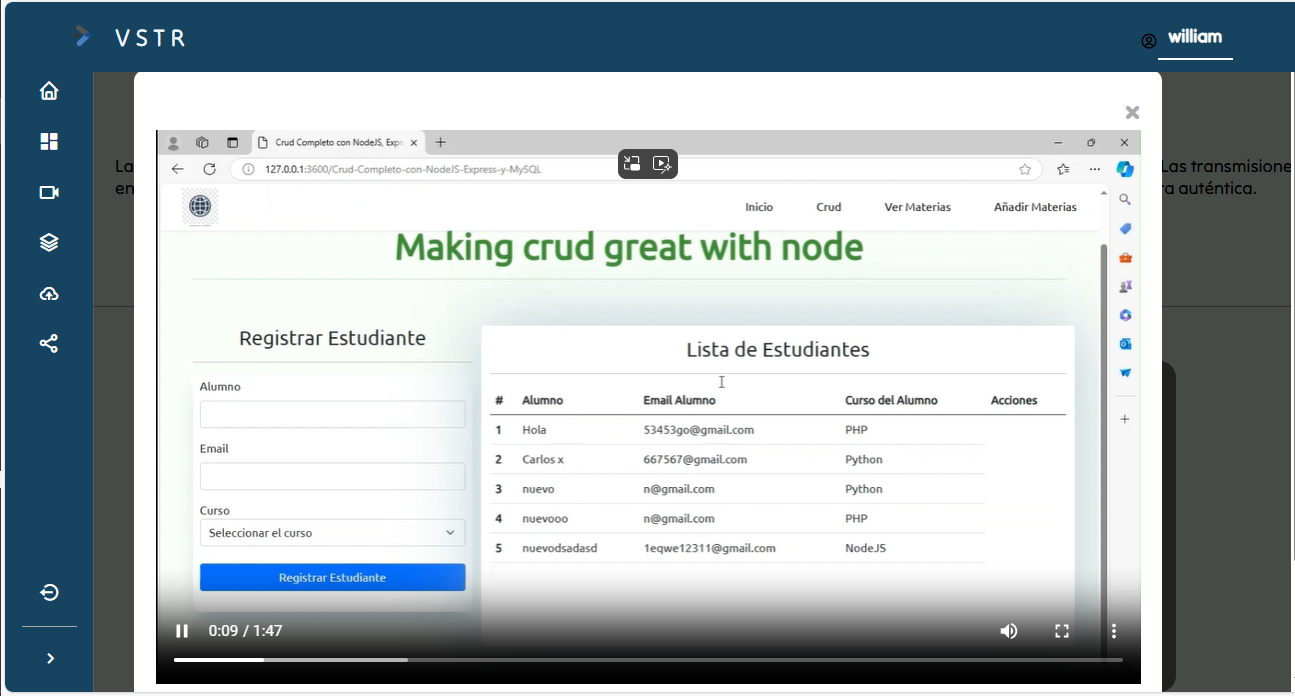 VSTR
william
La
Las transmisione
en
ra auténtica.
Crud Completo con NodeJS, Expr
127.0.0.1:3600/Crud-Completo-con-NodeJS-Express-y-MySQL
Inicio Crud Ver Materias Añadir Materias
Making crud great with node
Registrar Estudiante
Alumno
Email
Curso
Seleccionar el curso
Registrar Estudiante
Lista de Estudiantes
# Alumno Email Alumno Curso del Alumno Acciones
1 Hola 53453go@gmail.com PHP
2 Carlos x 667567@gmail.com Python
3 nuevo n@gmail.com Python
4 nuevooo n@gmail.com PHP
5 nuevodsadasd 1eqwe12311@gmail.com NodeJS
0:09 / 1:47